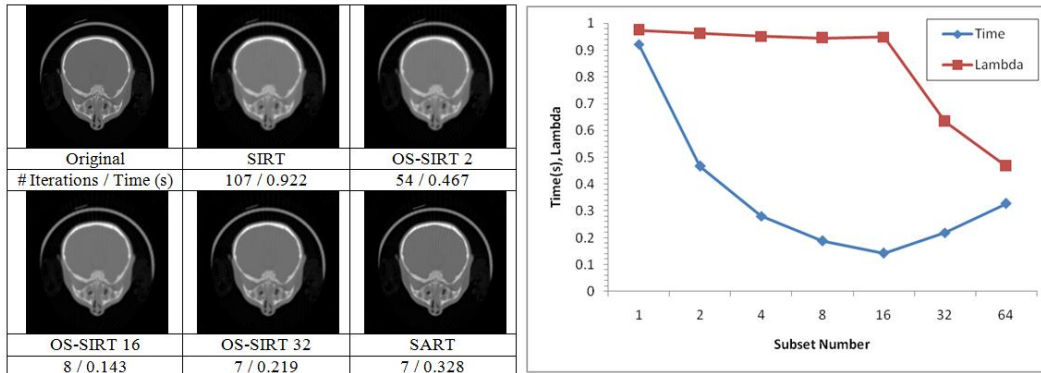 Original SIRT OS-SIRT 2
# Iterations / Time (s) 107 / 0.922 54 / 0.467
OS-SIRT 16 OS-SIRT 32 SART
8 / 0.143 7 / 0.219 7 / 0.328
Time(s), Lambda
1
0.9
0.8
0.7
0.6
0.5
0.4
0.3
0.2
0.1
0
1 2 4 8 16 32 64
Subset Number
Time
Lambda